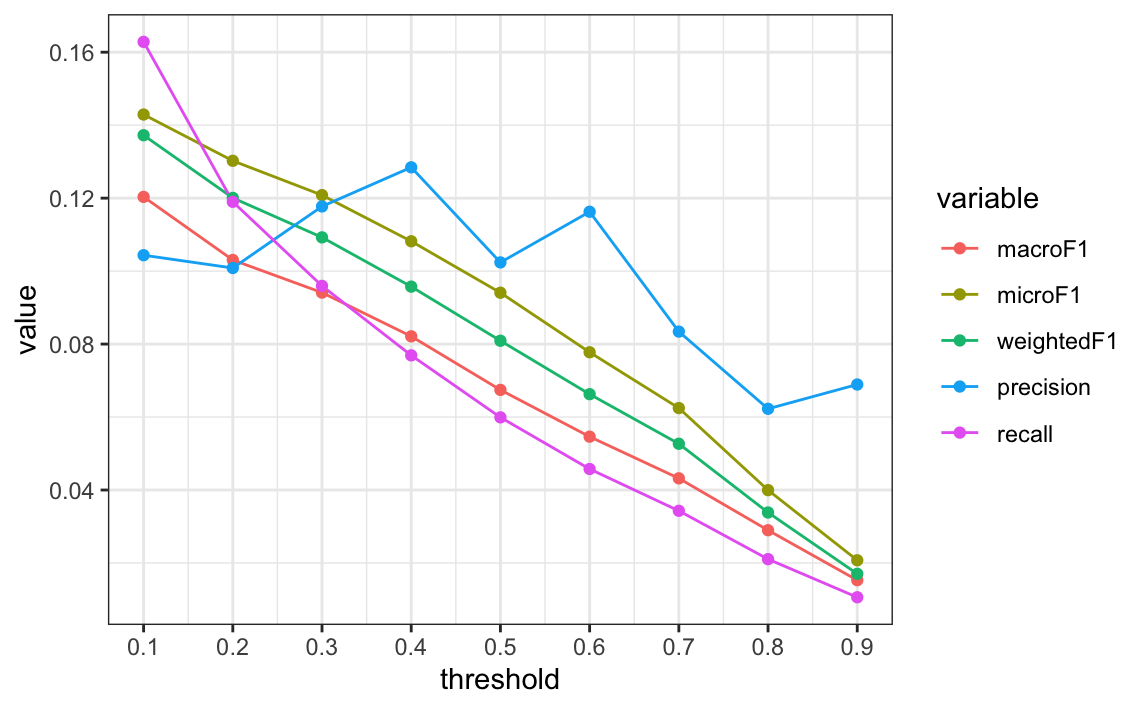 0.16
0.12
0.08
0.04
value
0.1 0.2 0.3 0.4 0.5 0.6 0.7 0.8 0.9
threshold
variable
macroF1
microF1
weightedF1
precision
recall